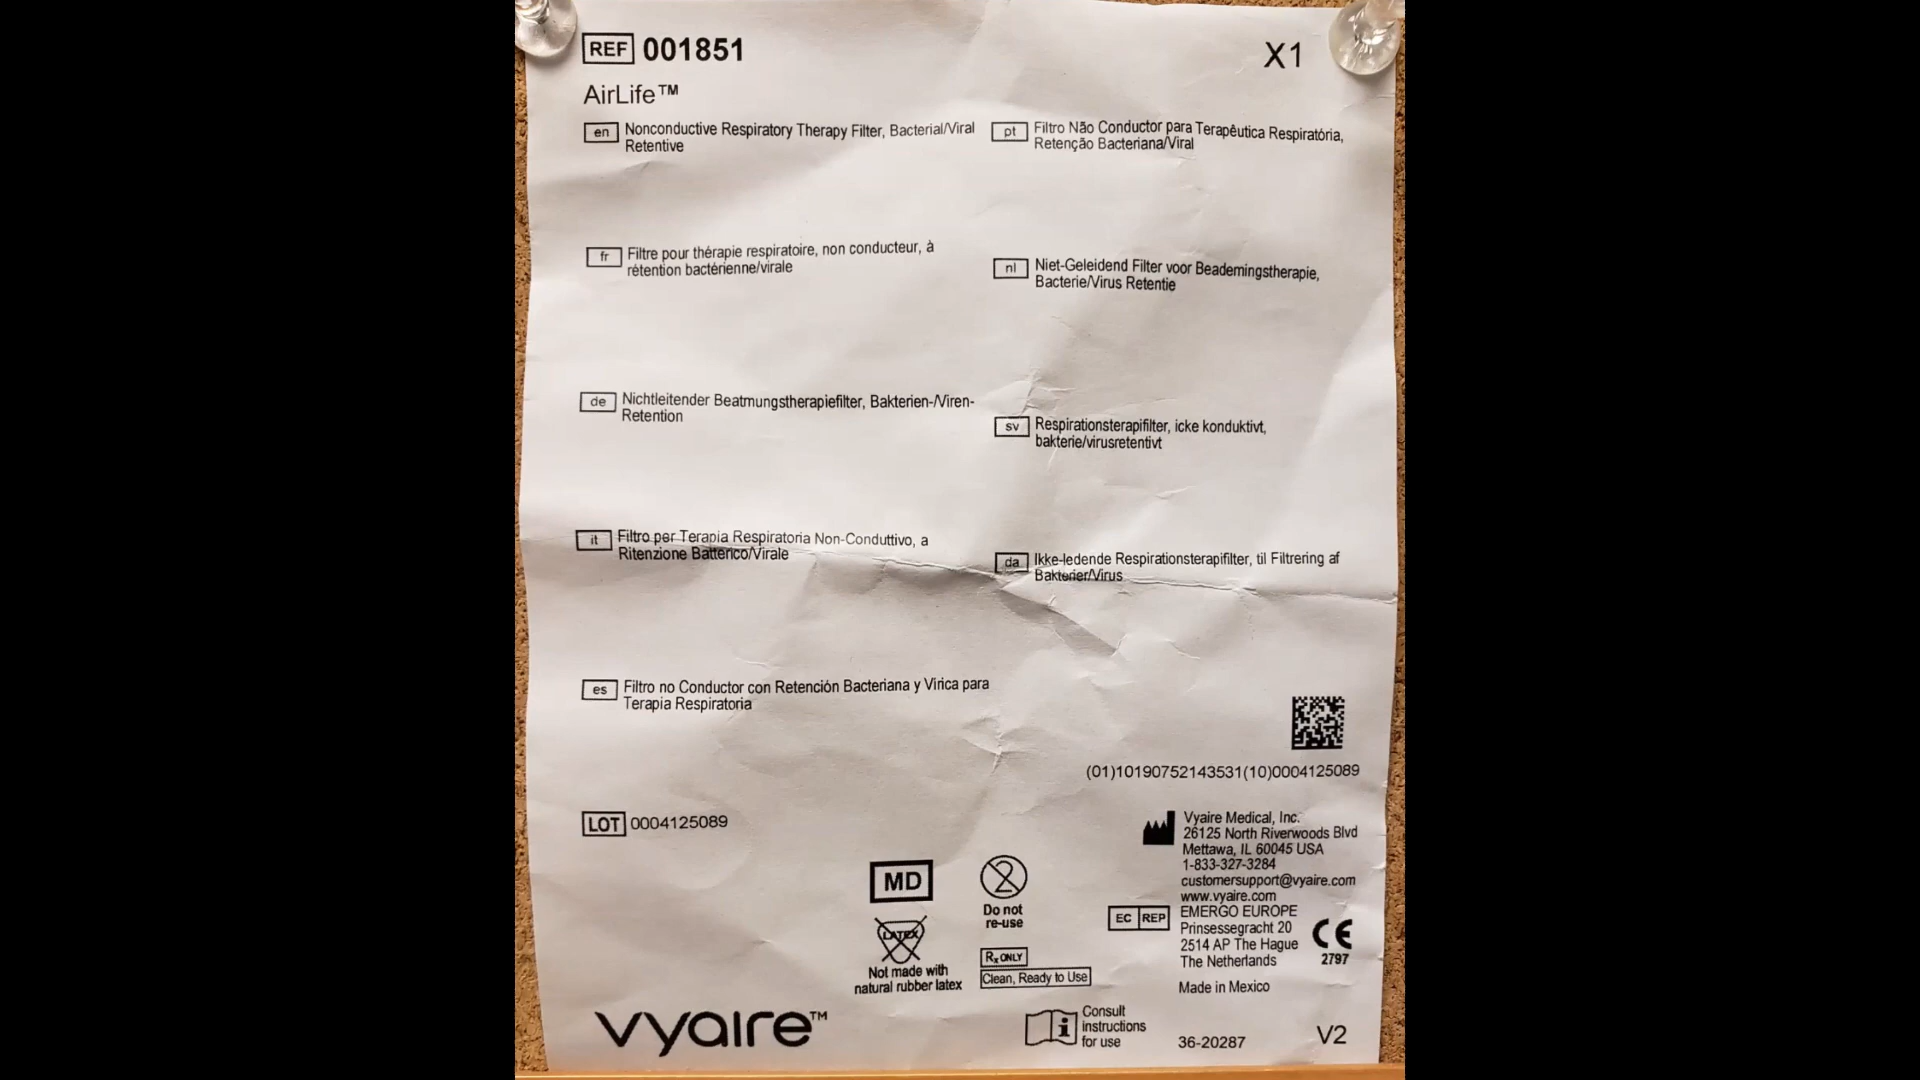 REF 001851
X1
AirLife™
en Nonconductive Respiratory Therapy Filter, Bacterial/Viral
Retentive
pt Filtro Não Conductor para Terapêutica Respiratória,
Retenção Bacteriana/Viral
fr Filtre pour thérapie respiratoire, non conducteur, à
rétention bactérienne/virale
nl Niet-Geleidend Filter voor Beademingstherapie,
Bacterie/Virus Retentie
de Nichtleitender Beatmungstherapiefilter, Bakterien-/Viren-
Retention
sv Respirationsterapifilter, icke konduktivt,
bakterie/virusretentivt
it Filtro per Terapia Respiratoria Non-Conduttivo, a
Ritenzione Batterico/Virale
da Ikke-ledende Respirationsterapifilter, til Filtrering af
Bakterier/Virus
es Filtro no Conductor con Retención Bacteriana y Virica para
Terapia Respiratoria
(01)10190752143531(10)0004125089
LOT 0004125089
Vyaire Medical, Inc.
26125 North Riverwoods Blvd
Mettawa, IL 60045 USA
1-833-327-3284
customersupport@vyaire.com
www.vyaire.com
EC REP EMERGO EUROPE
Prinsessegracht 20
2514 AP The Hague
The Netherlands
CE
2797
Made in Mexico
MD
2
Do not
re-use
LATEX
Not made with
natural rubber latex
Rx ONLY
Clean, Ready to Use
vyaire™
i Consult
instructions
for use
36-20287
V2